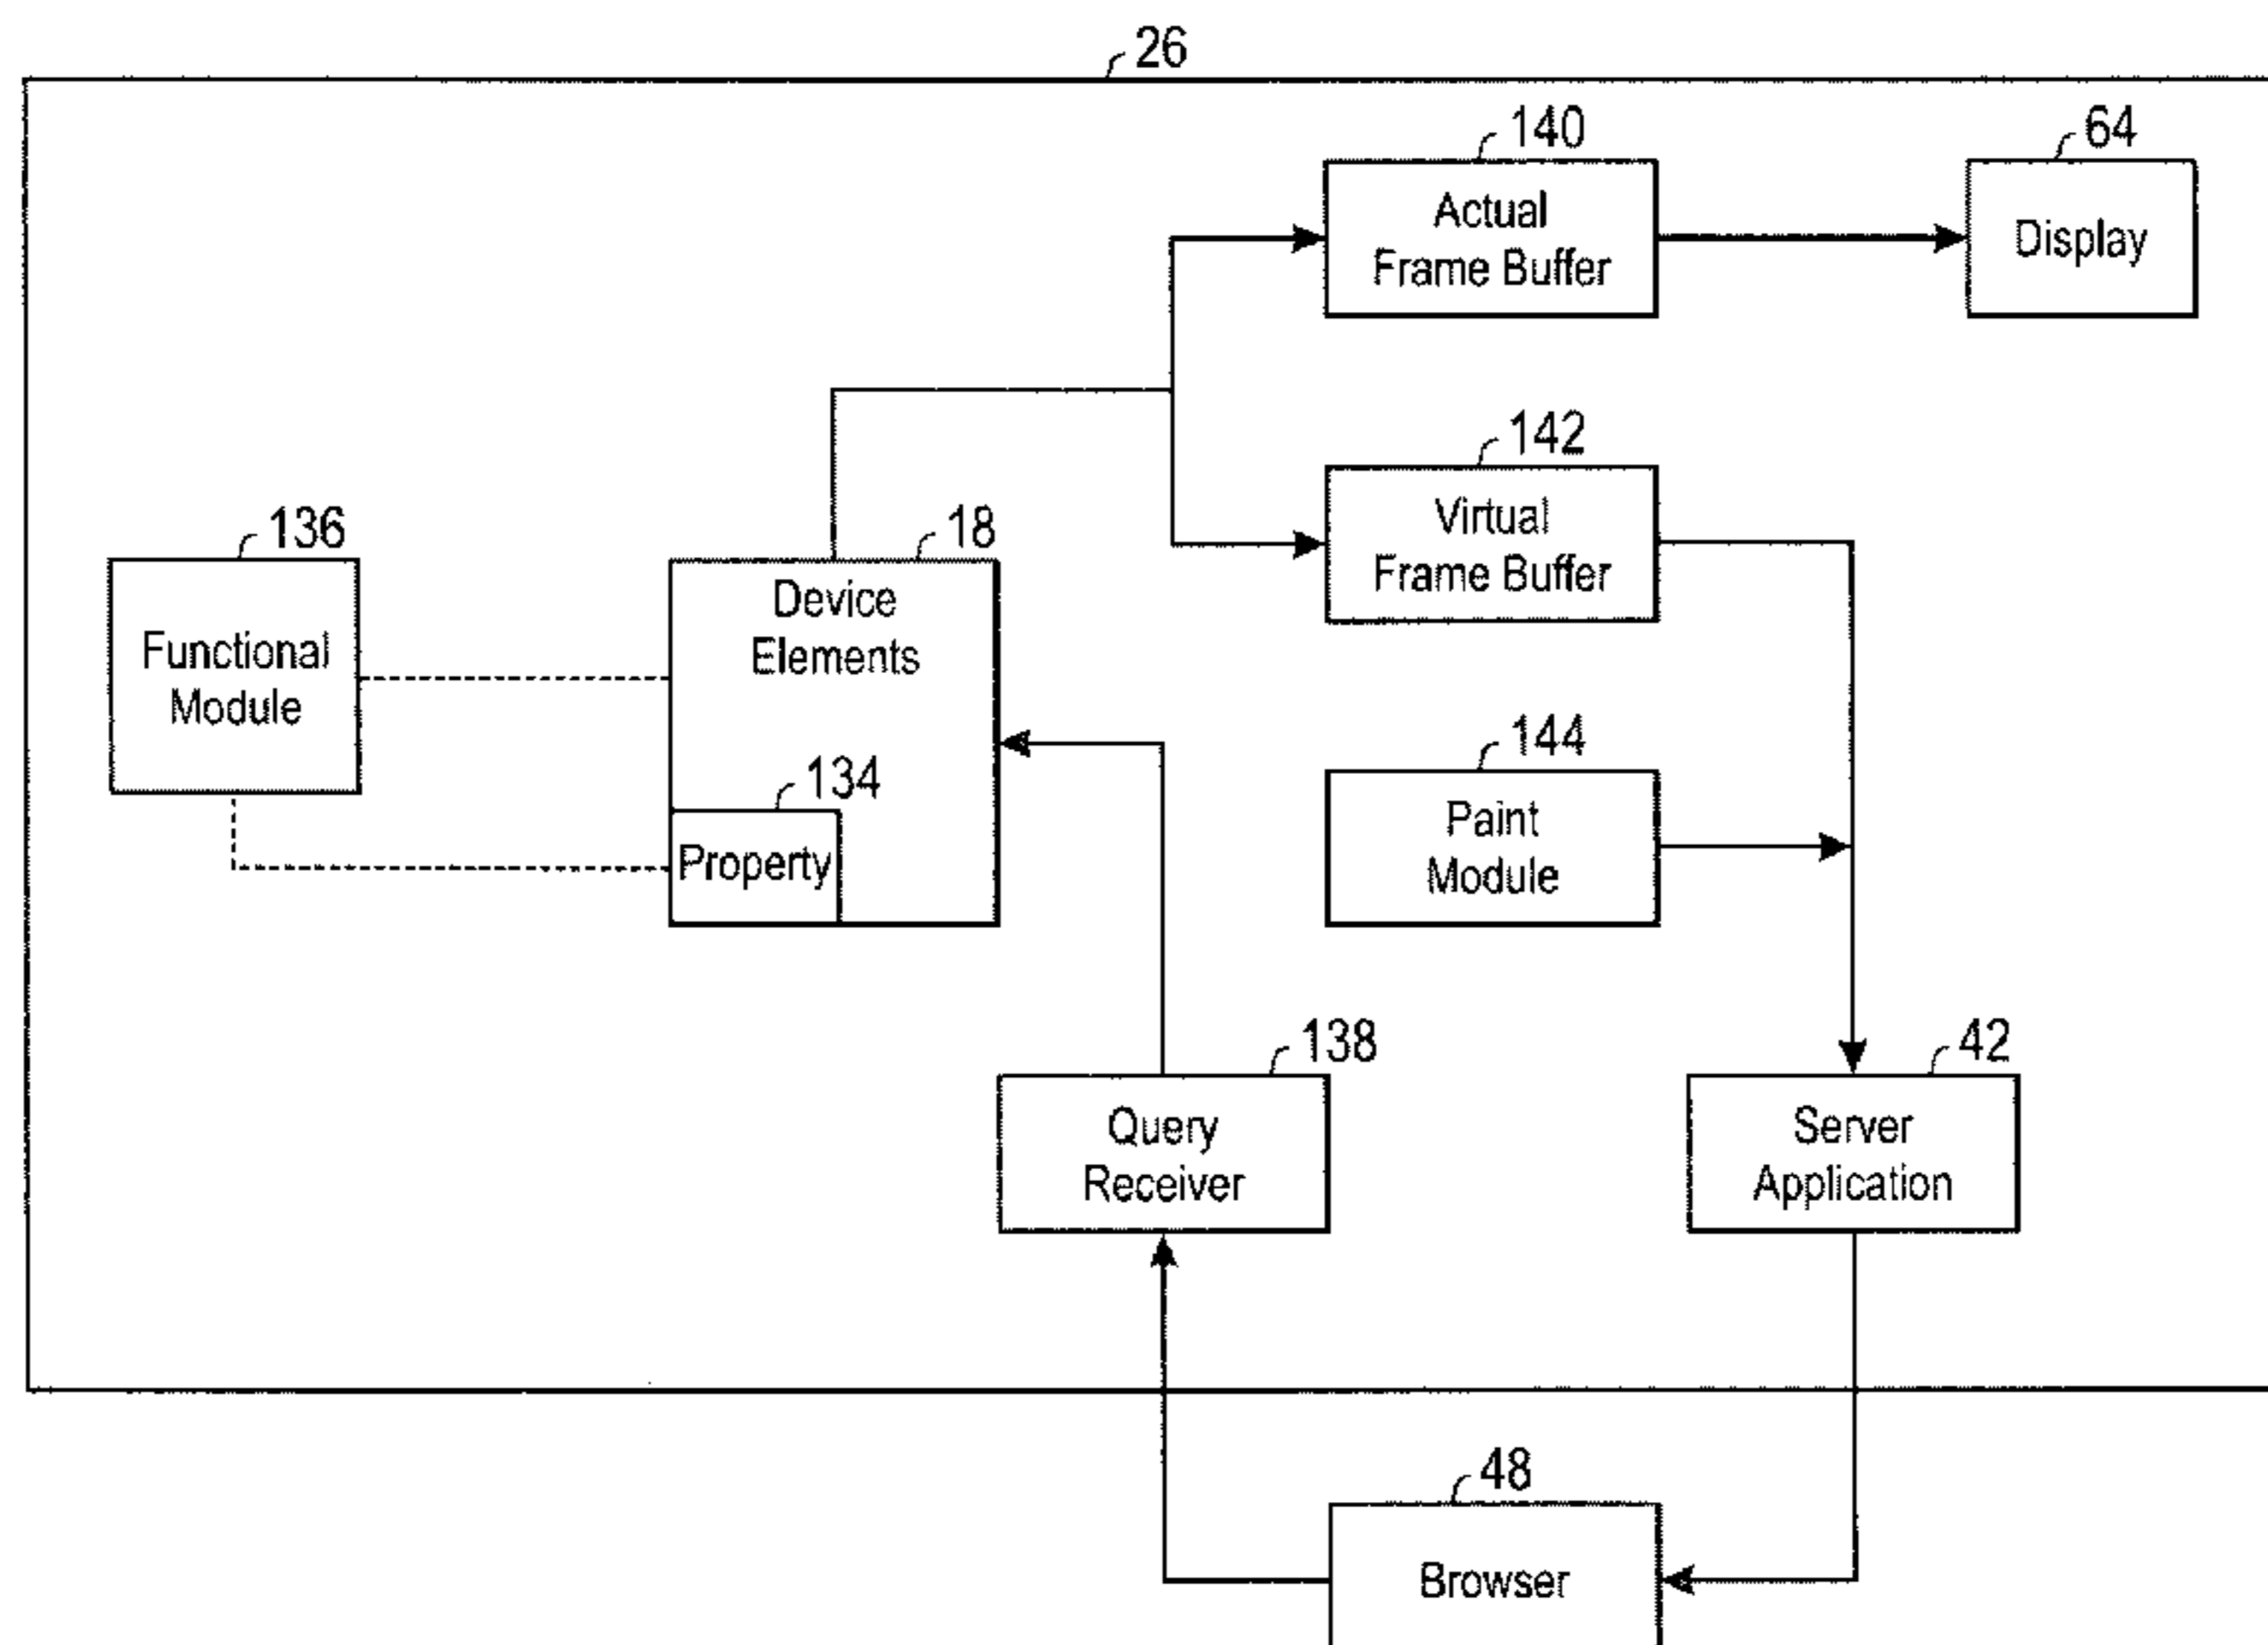 26
140
Actual
Frame Buffer
64
Display
142
Virtual
Frame Buffer
136
Functional
Module
18
Device
Elements
134
Property
144
Paint
Module
138
Query
Receiver
42
Server
Application
48
Browser